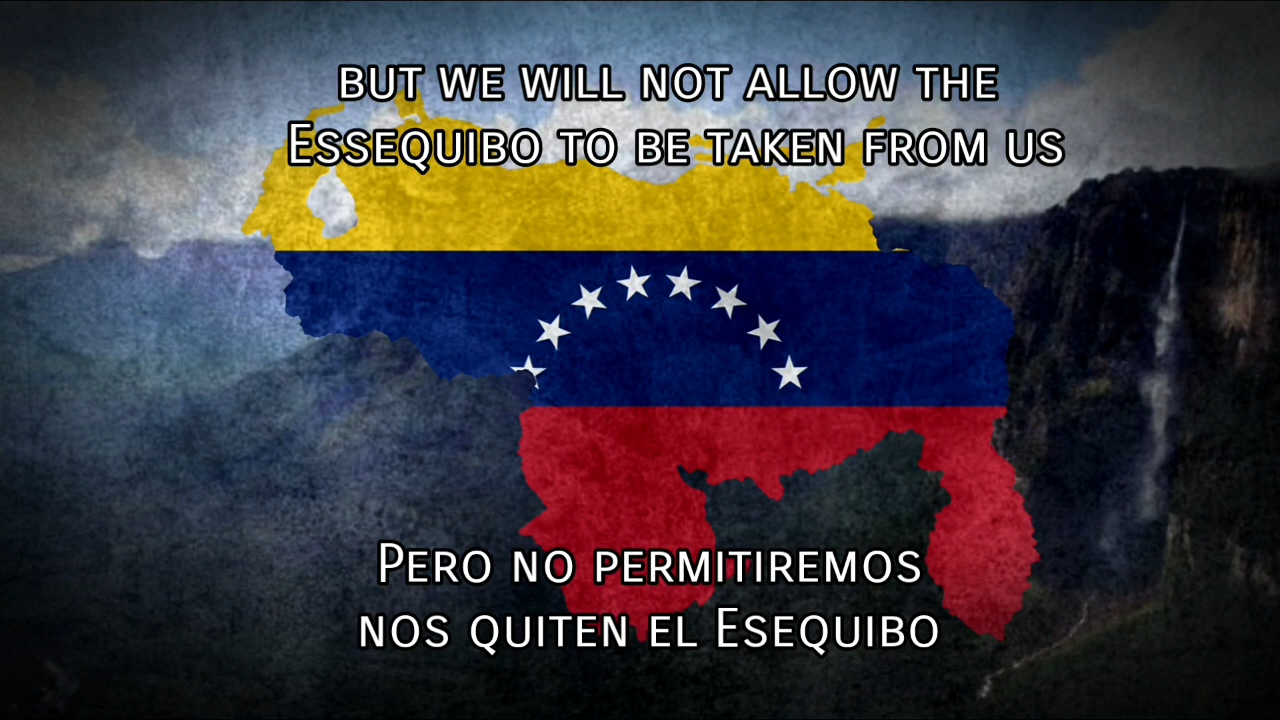 but we will not allow the
Essequibo to be taken from us
Pero no permitiremos
nos quiten el Esequibo